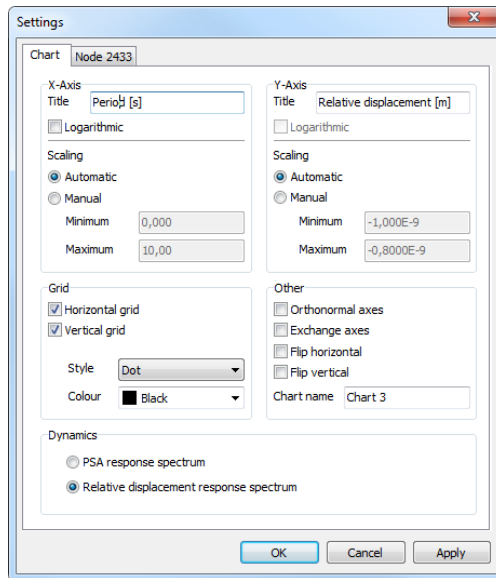 Settings
Chart
Node 2433
X-Axis
Title Period [s]
Logarithmic
Scaling
Automatic
Manual
Minimum 0,000
Maximum 10,00
Y-Axis
Title Relative displacement [m]
Logarithmic
Scaling
Automatic
Manual
Minimum -1,000E-9
Maximum -0,8000E-9
Grid
Horizontal grid
Vertical grid
Style Dot
Colour Black
Other
Orthonormal axes
Exchange axes
Flip horizontal
Flip vertical
Chart name Chart 3
Dynamics
PSA response spectrum
Relative displacement response spectrum
OK Cancel Apply